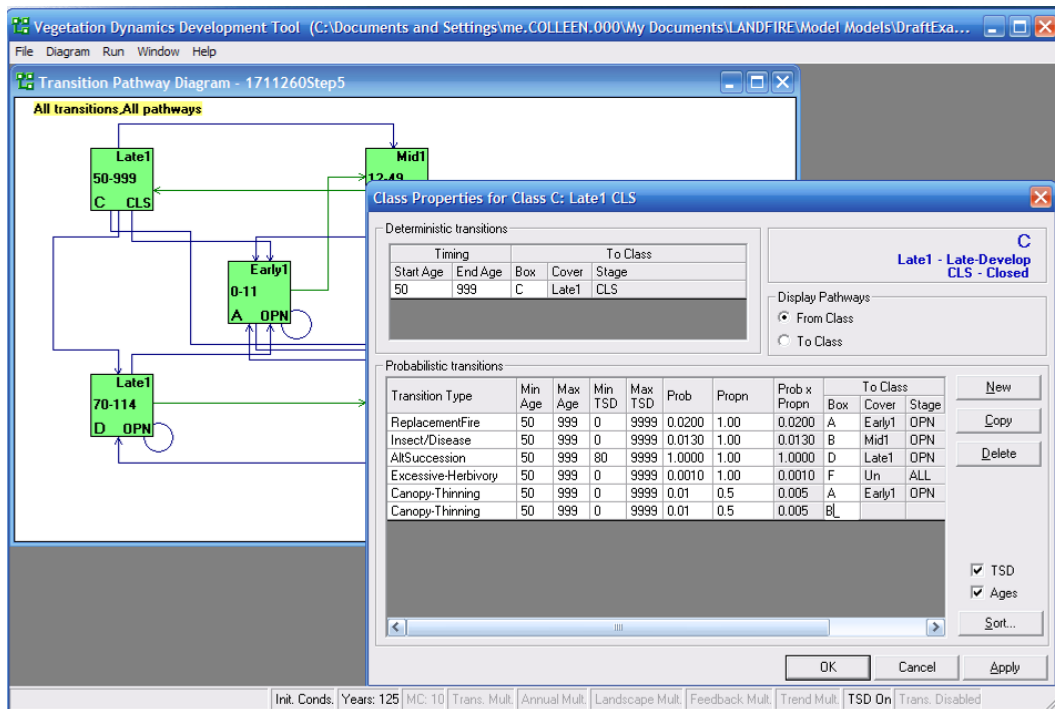 Vegetation Dynamics Development Tool (C:\Documents and Settings\me.COLLEEN.000\My Documents\LANDFIRE\Model Models\DraftExa...
File Diagram Run Window Help
Transition Pathway Diagram - 1711260Step5
All transitions,All pathways
Late1
50-999
C CLS
Mid1
12-49
Early1
0-11
A OPN
Late1
70-114
D OPN
Class Properties for Class C: Late1 CLS
Deterministic transitions
Timing To Class
Start Age End Age Box Cover Stage
50 999 C Late1 CLS
C
Late1 - Late-Develop
CLS - Closed
Display Pathways
From Class
To Class
Probabilistic transitions
Transition Type Min Age Max Age Min TSD Max TSD Prob Propn Prob x Propn To Class Box Cover Stage
ReplacementFire 50 999 0 9999 0.0200 1.00 0.0200 A Early1 OPN
Insect/Disease 50 999 0 9999 0.0130 1.00 0.0130 B Mid1 OPN
AltSuccession 50 999 80 9999 1.0000 1.00 1.0000 D Late1 OPN
Excessive-Herbivory 50 999 0 9999 0.0010 1.00 0.0010 F Un ALL
Canopy-Thinning 50 999 0 9999 0.01 0.5 0.005 A Early1 OPN
Canopy-Thinning 50 999 0 9999 0.01 0.5 0.005 B
New
Copy
Delete
TSD
Ages
Sort...
OK Cancel Apply
Init. Conds. Years: 125 MC: 10 Trans. Mult. Annual Mult. Landscape Mult. Feedback Mult. Trend Mult. TSD On Trans. Disabled